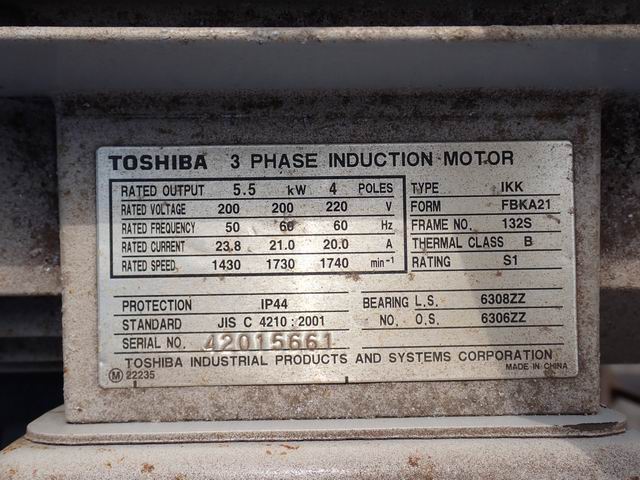 TOSHIBA 3 PHASE INDUCTION MOTOR
RATED OUTPUT 5.5 kW 4 POLES
RATED VOLTAGE 200 200 220 V
RATED FREQUENCY 50 60 60 Hz
RATED CURRENT 23.8 21.0 20.0 A
RATED SPEED 1430 1730 1740 min⁻¹
TYPE IKK
FORM FBKA21
FRAME NO. 132S
THERMAL CLASS B
RATING S1
PROTECTION IP44
STANDARD JIS C 4210 : 2001
SERIAL NO. 42015661
BEARING L.S. 6308ZZ
NO. O.S. 6306ZZ
TOSHIBA INDUSTRIAL PRODUCTS AND SYSTEMS CORPORATION
Ⓜ 22235
MADE IN CHINA